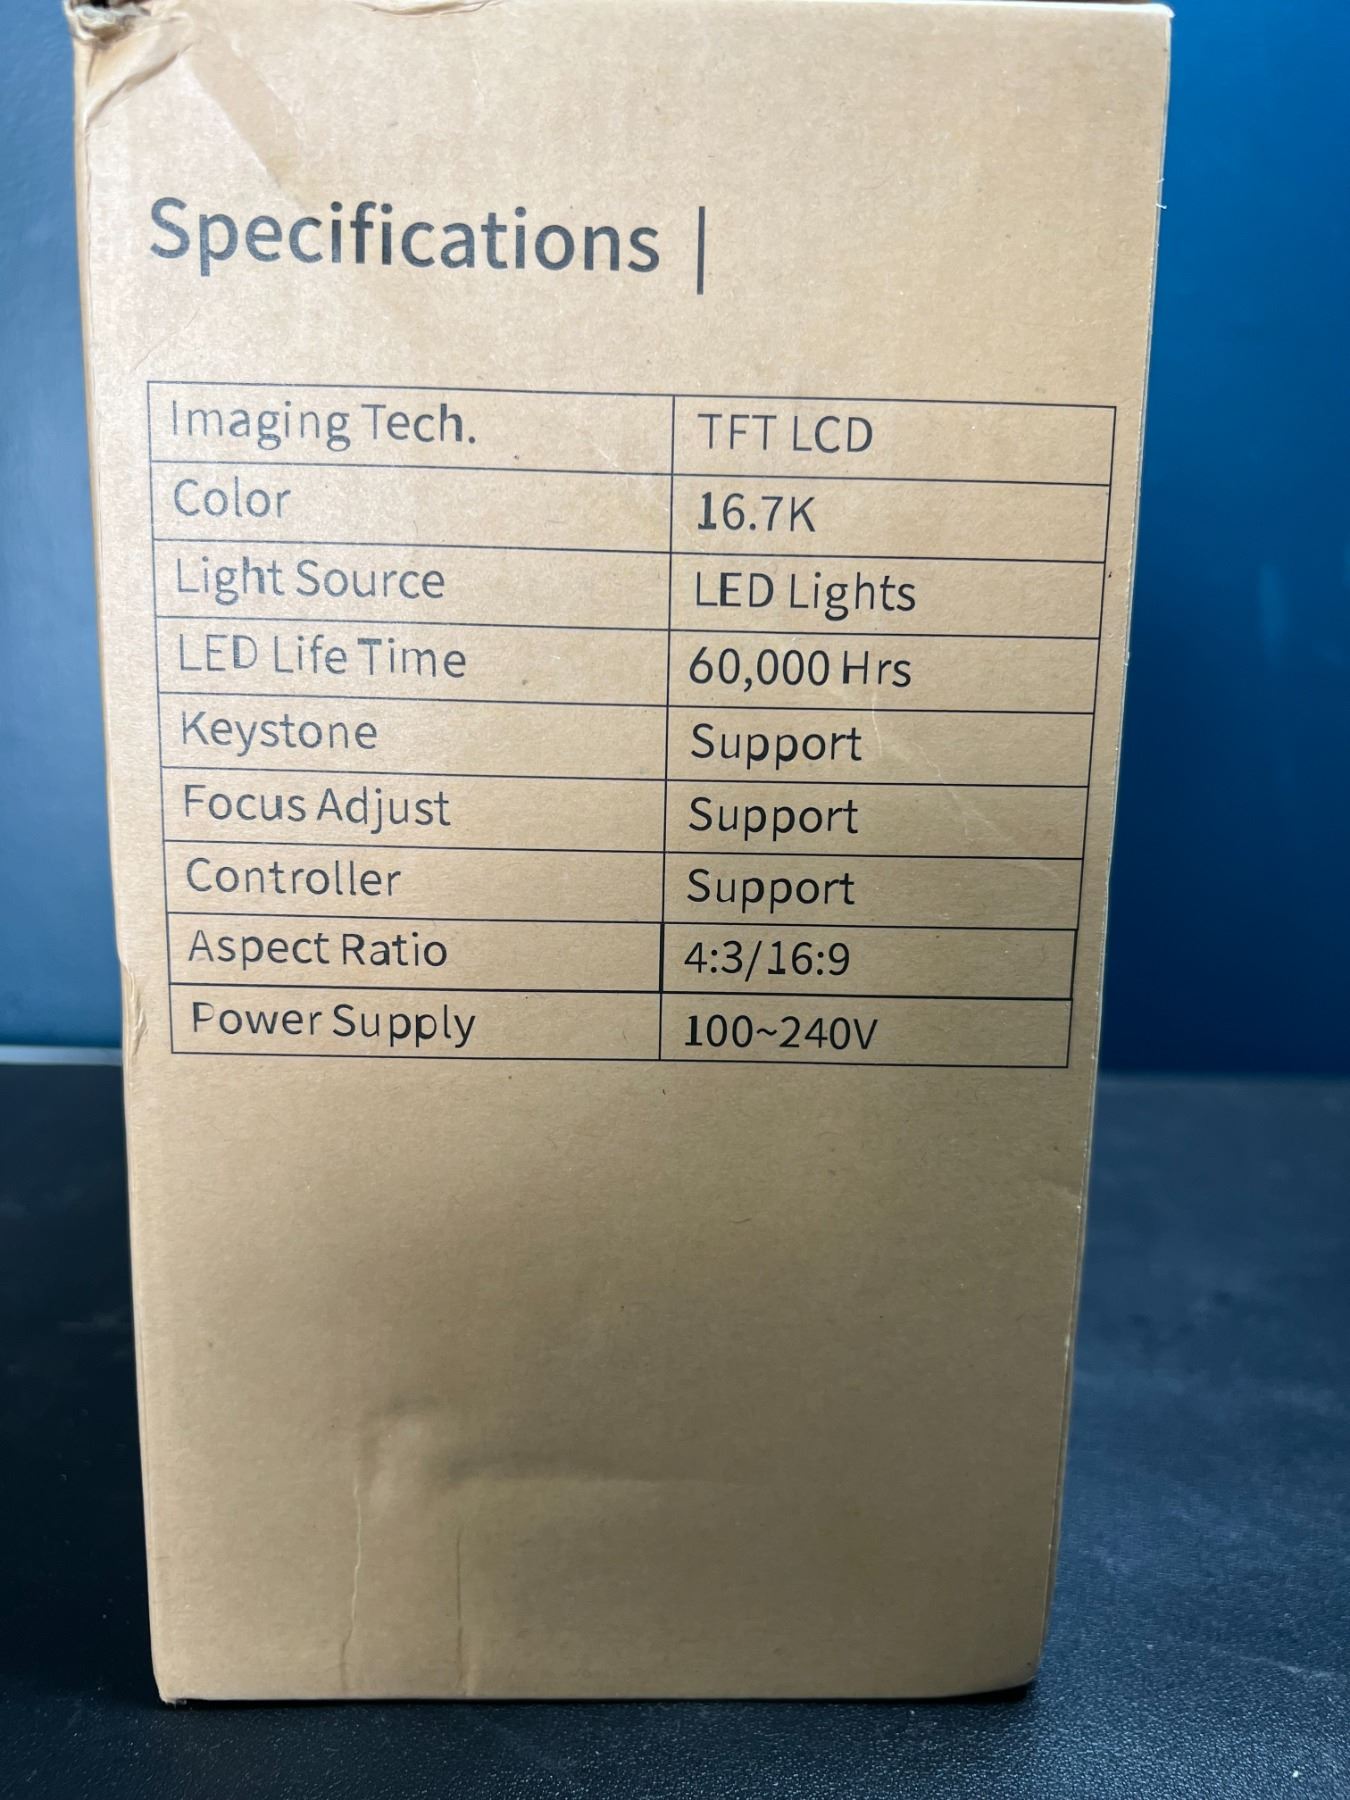 Specifications |
Imaging Tech. TFT LCD
Color 16.7K
Light Source LED Lights
LED Life Time 60,000 Hrs
Keystone Support
Focus Adjust Support
Controller Support
Aspect Ratio 4:3/16:9
Power Supply 100~240V